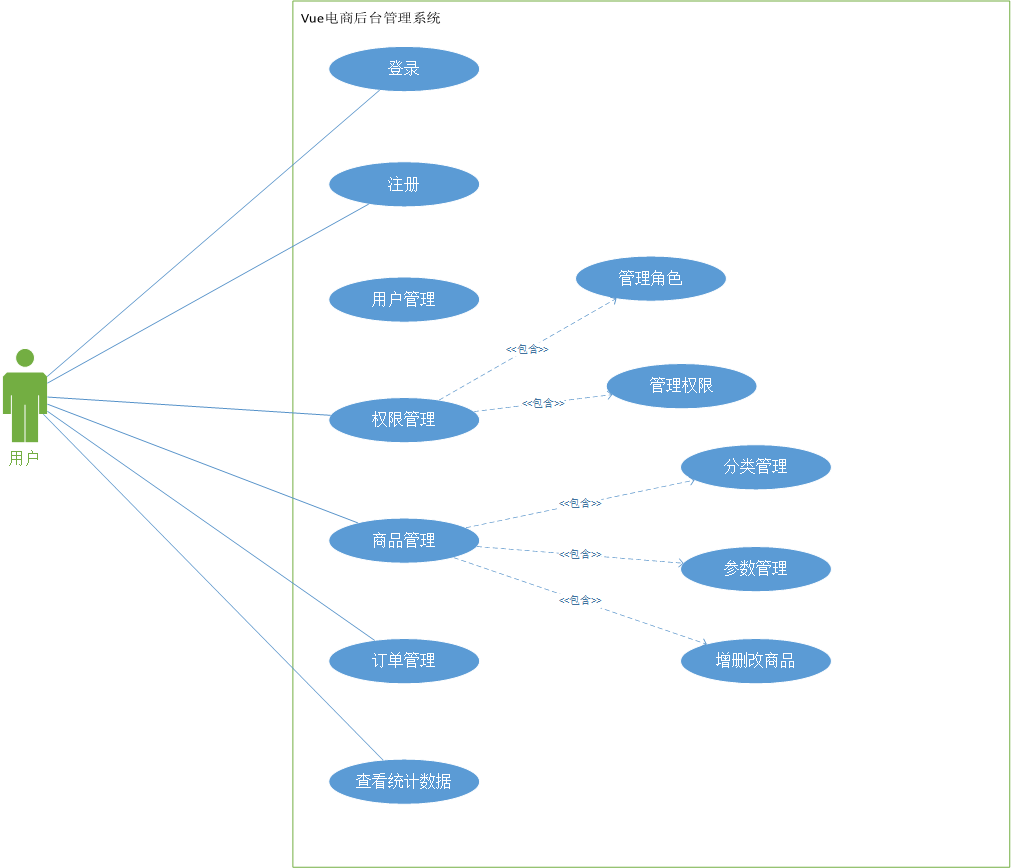 Vue电商后台管理系统
登录
注册
管理角色
用户管理
<<包含>>
管理权限
<<包含>>
权限管理
用户
分类管理
<<包含>>
商品管理
<<包含>>
参数管理
<<包含>>
订单管理
增删改商品
查看统计数据